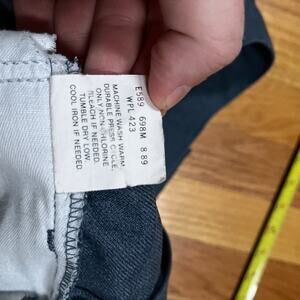 E589 698M 8 89
WPL 423
MACHINE WASH WARM,
DURABLE PRESS CYCLE.
ONLY NON-CHLORINE
BLEACH IF NEEDED.
TUMBLE DRY LOW.
COOL IRON IF NEEDED